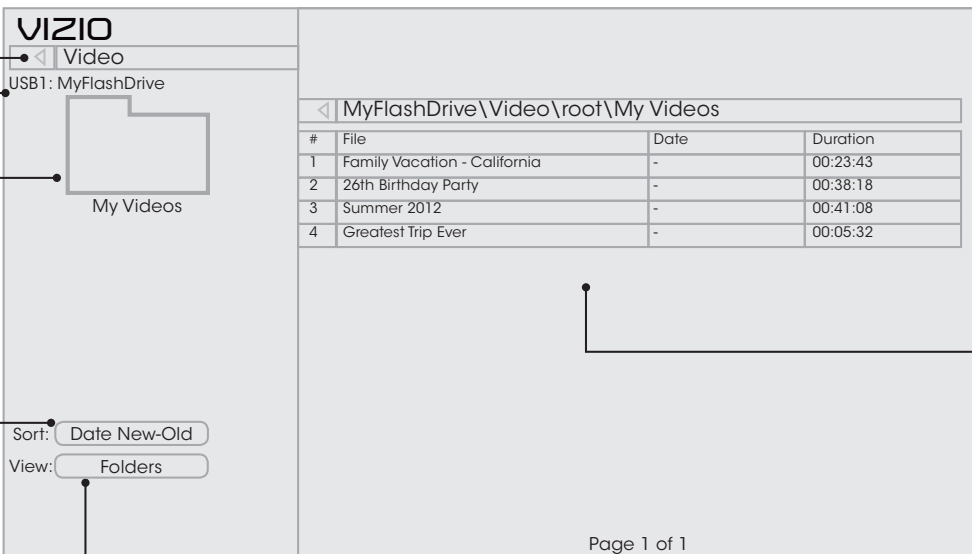 VIZIO
Video
USB1: MyFlashDrive
My Videos
Sort: Date New-Old
View: Folders
MyFlashDrive\Video\root\My Videos
# File Date Duration
1 Family Vacation - California - 00:23:43
2 26th Birthday Party - 00:38:18
3 Summer 2012 - 00:41:08
4 Greatest Trip Ever - 00:05:32
Page 1 of 1